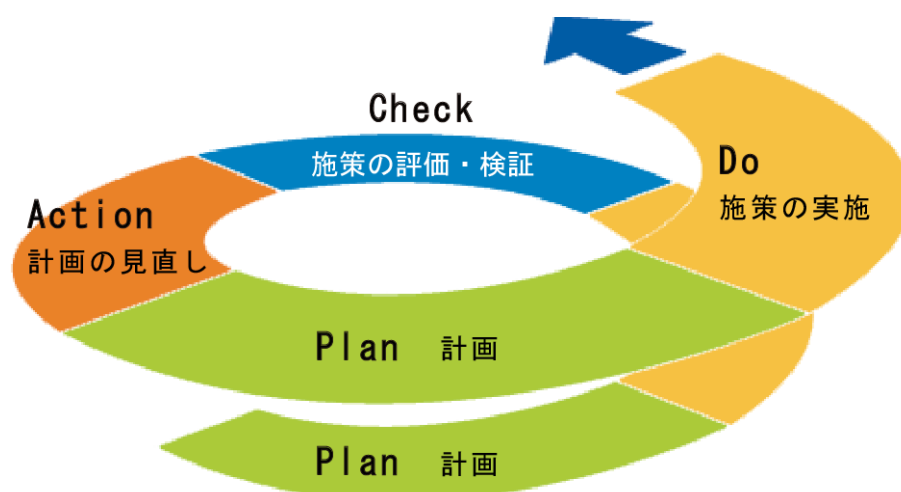 Check
施策の評価・検証
Do
施策の実施
Action
計画の見直し
Plan 計画
Plan 計画